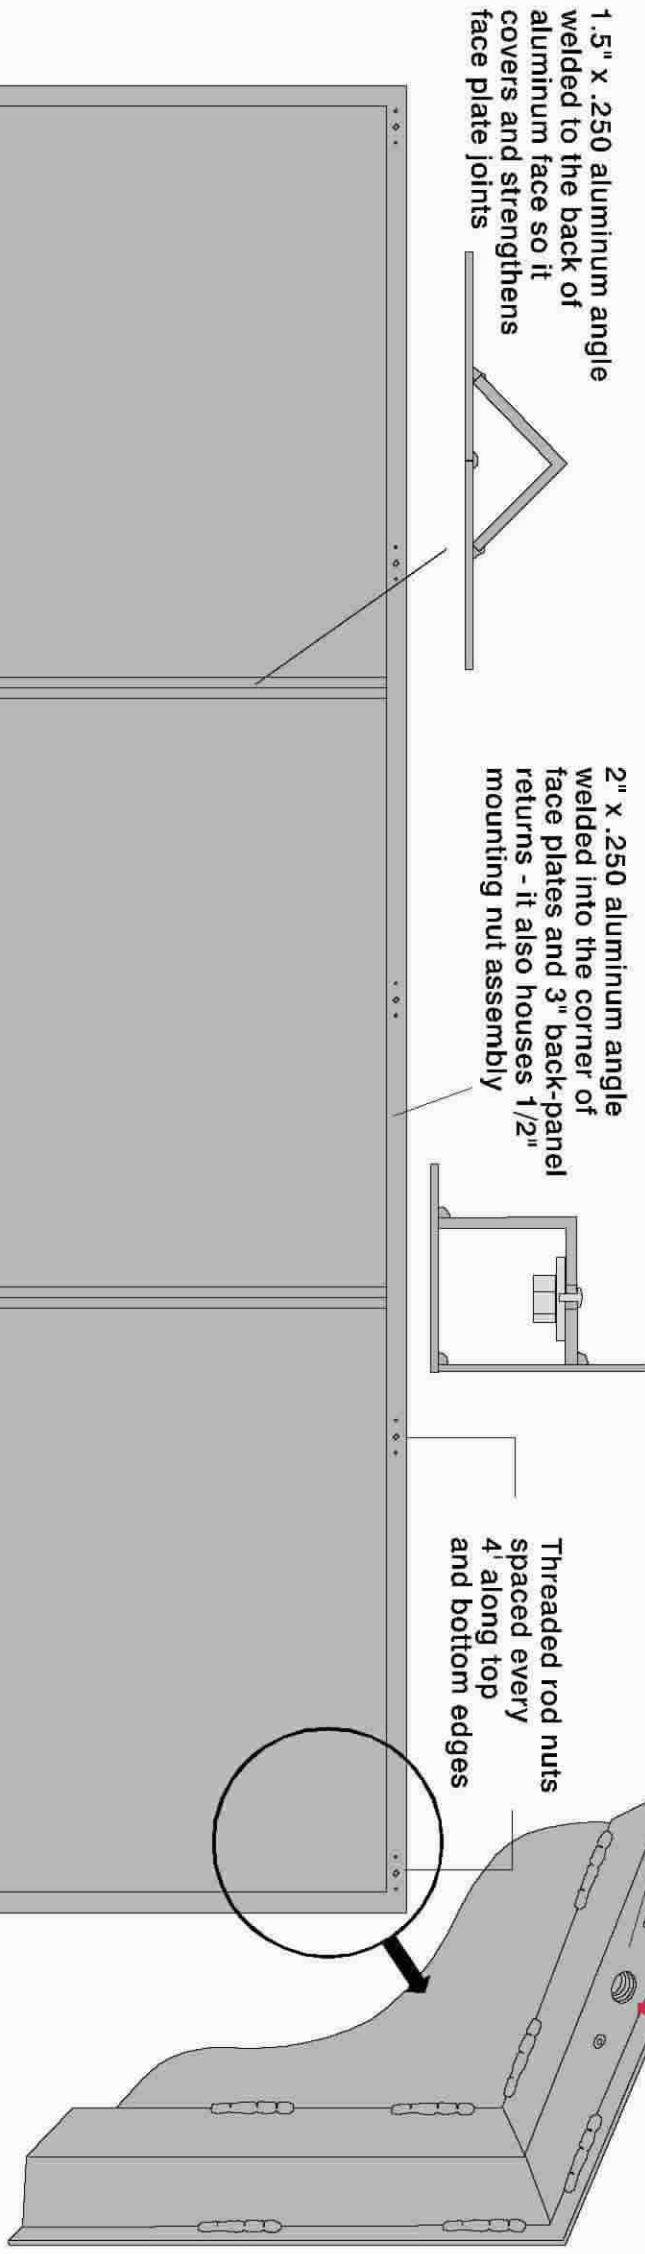 1.5" x .250 aluminum angle
welded to the back of
aluminum face so it
covers and strengthens
face plate joints
2" x .250 aluminum angle
welded into the corner of
face plates and 3" back-panel
returns - it also houses 1/2"
mounting nut assembly
Threaded rod nuts
spaced every
4' along top
and bottom edges